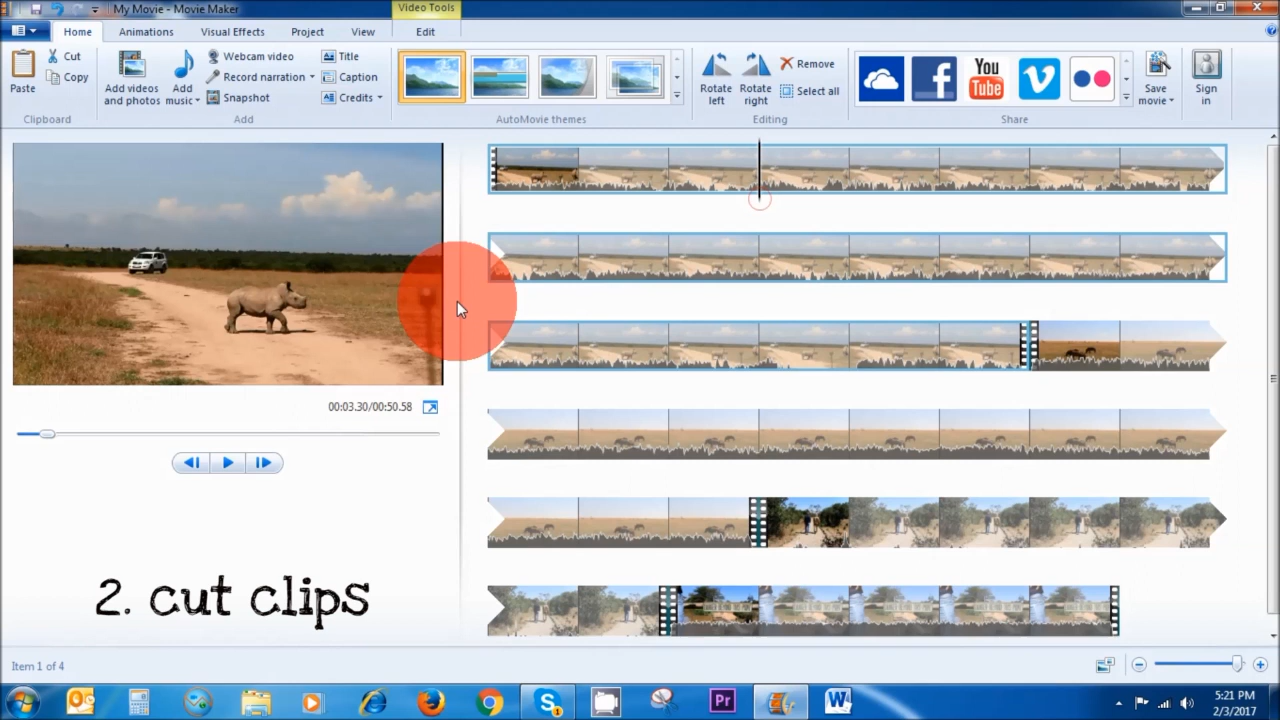 My Movie - Movie Maker
Video Tools
Home
Animations
Visual Effects
Project
View
Edit
Paste
Cut
Copy
Clipboard
Add videos
and photos
Add
music
Webcam video
Record narration
Snapshot
Title
Caption
Credits
Add
AutoMovie themes
Rotate
left
Rotate
right
Remove
Select all
Editing
You
Tube
Share
Save
movie
Sign
in
00:03.30/00:50.58
2. cut clips
Item 1 of 4
Pr
W
5:21 PM
2/3/2017